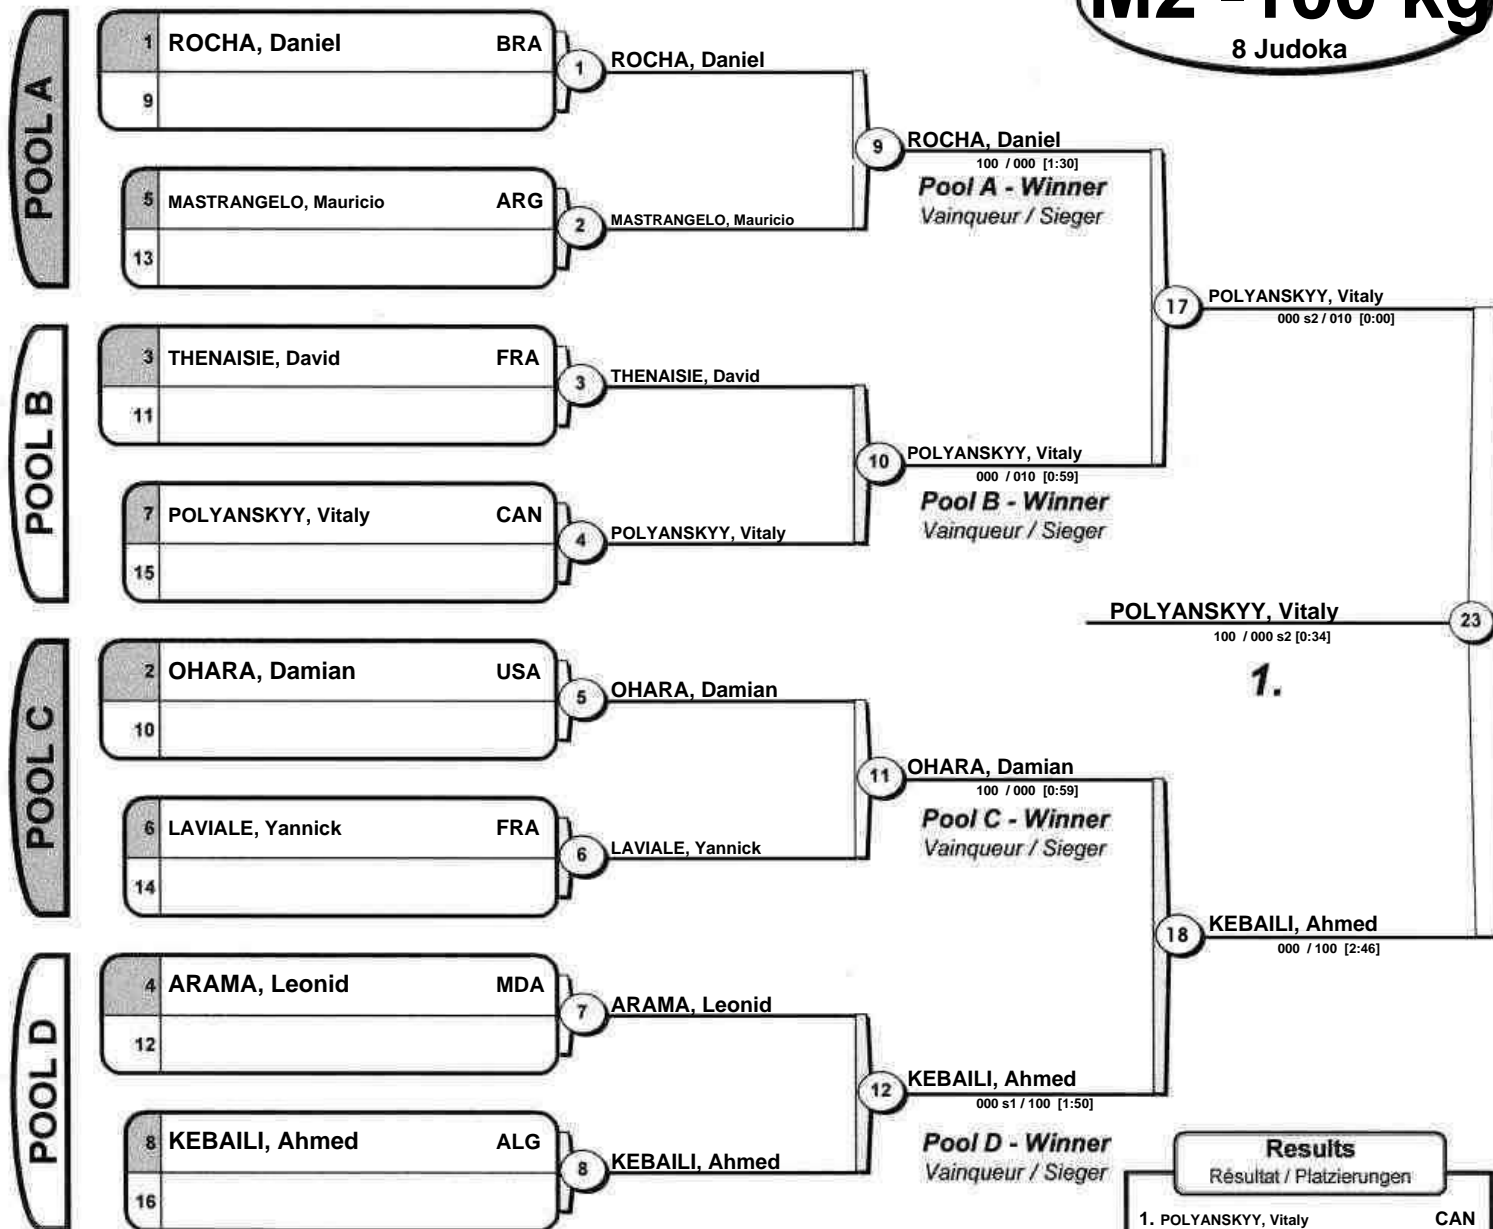 M2 -100 kg
8 Judoka
POOL A
1 ROCHA, Daniel BRA
9
1 ROCHA, Daniel
5 MASTRANGELO, Mauricio ARG
13
2 MASTRANGELO, Mauricio
9 ROCHA, Daniel
100 / 000 [1:30]
Pool A - Winner
Vainqueur / Sieger
POOL B
3 THENAISIE, David FRA
11
3 THENAISIE, David
7 POLYANSKYY, Vitaly CAN
15
4 POLYANSKYY, Vitaly
10 POLYANSKYY, Vitaly
000 / 010 [0:59]
Pool B - Winner
Vainqueur / Sieger
17 POLYANSKYY, Vitaly
000 s2 / 010 [0:00]
POLYANSKYY, Vitaly 23
100 / 000 s2 [0:34]
1.
POOL C
2 OHARA, Damian USA
10
5 OHARA, Damian
6 LAVIALE, Yannick FRA
14
6 LAVIALE, Yannick
11 OHARA, Damian
100 / 000 [0:59]
Pool C - Winner
Vainqueur / Sieger
18 KEBAILI, Ahmed
000 / 100 [2:46]
POOL D
4 ARAMA, Leonid MDA
12
7 ARAMA, Leonid
8 KEBAILI, Ahmed ALG
16
8 KEBAILI, Ahmed
12 KEBAILI, Ahmed
000 s1 / 100 [1:50]
Pool D - Winner
Vainqueur / Sieger
Results
Résultat / Platzierungen
1. POLYANSKYY, Vitaly CAN